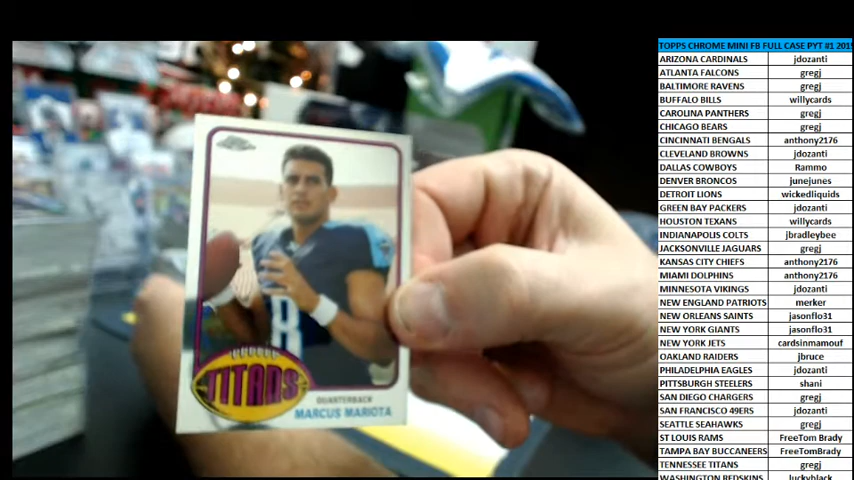 TITANS
QUARTERBACK
MARCUS MARIOTA
8
TOPPS CHROME MINI FB FULL CASE PYT #1 201
ARIZONA CARDINALS jdozanti
ATLANTA FALCONS gregj
BALTIMORE RAVENS gregj
BUFFALO BILLS willycards
CAROLINA PANTHERS gregj
CHICAGO BEARS gregj
CINCINNATI BENGALS anthony2176
CLEVELAND BROWNS jdozanti
DALLAS COWBOYS Rammo
DENVER BRONCOS junejunes
DETROIT LIONS wickedliquids
GREEN BAY PACKERS jdozanti
HOUSTON TEXANS willycards
INDIANAPOLIS COLTS jbradleybee
JACKSONVILLE JAGUARS gregj
KANSAS CITY CHIEFS anthony2176
MIAMI DOLPHINS anthony2176
MINNESOTA VIKINGS jdozanti
NEW ENGLAND PATRIOTS merker
NEW ORLEANS SAINTS jasonflo31
NEW YORK GIANTS jasonflo31
NEW YORK JETS cardsinmamouf
OAKLAND RAIDERS jbruce
PHILADELPHIA EAGLES jdozanti
PITTSBURGH STEELERS shani
SAN DIEGO CHARGERS gregj
SAN FRANCISCO 49ERS jdozanti
SEATTLE SEAHAWKS gregj
ST LOUIS RAMS FreeTom Brady
TAMPA BAY BUCCANEERS FreeTomBrady
TENNESSEE TITANS gregj
WASHINGTON REDSKINS luckyblack